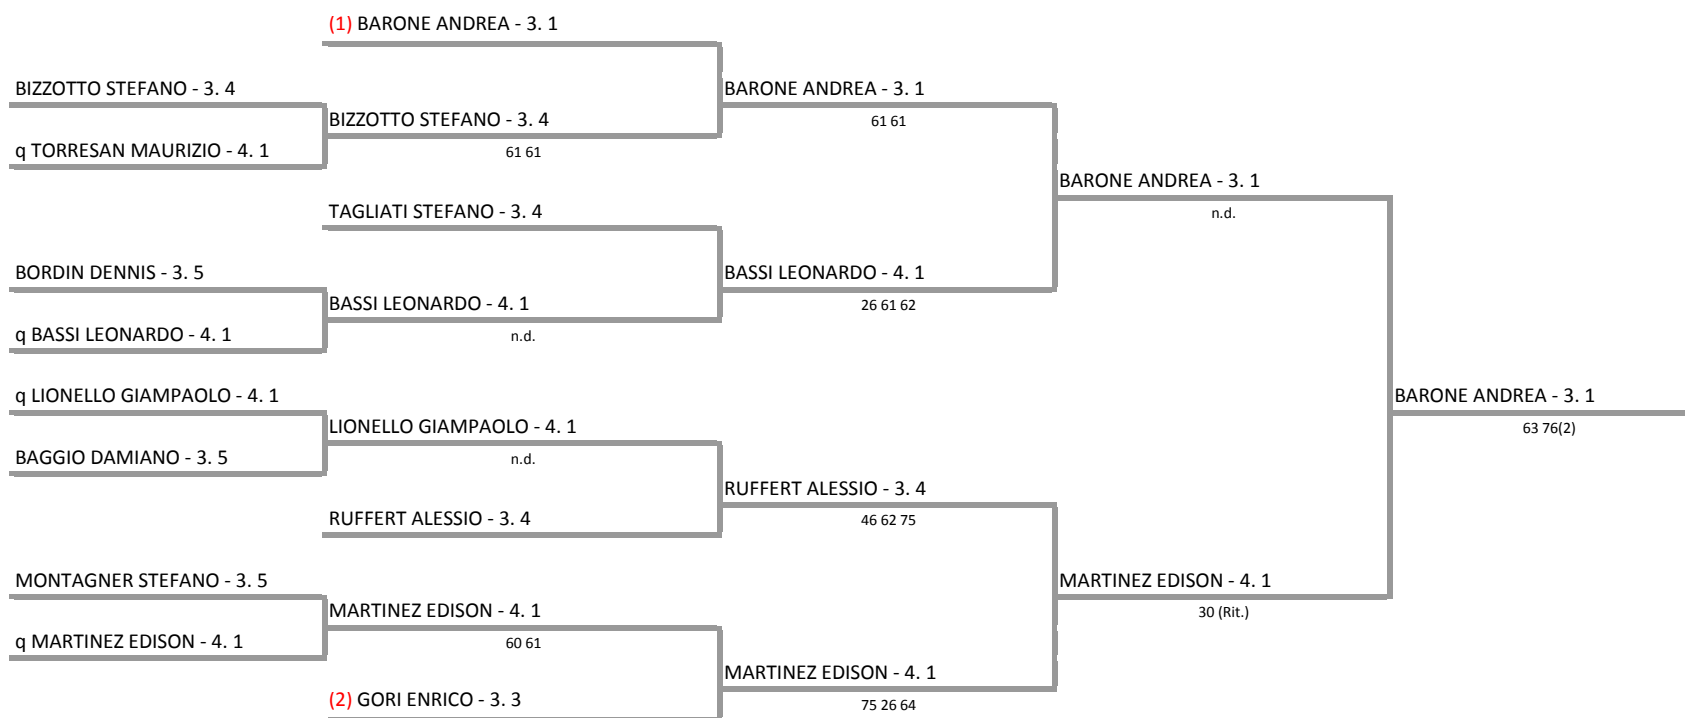 (1) BARONE ANDREA - 3. 1
BIZZOTTO STEFANO - 3. 4
BARONE ANDREA - 3. 1
BIZZOTTO STEFANO - 3. 4
61 61
q TORRESAN MAURIZIO - 4. 1
61 61
BARONE ANDREA - 3. 1
TAGLIATI STEFANO - 3. 4
n.d.
BORDIN DENNIS - 3. 5
BASSI LEONARDO - 4. 1
BASSI LEONARDO - 4. 1
26 61 62
q BASSI LEONARDO - 4. 1
n.d.
q LIONELLO GIAMPAOLO - 4. 1
BARONE ANDREA - 3. 1
LIONELLO GIAMPAOLO - 4. 1
63 76(2)
BAGGIO DAMIANO - 3. 5
n.d.
RUFFERT ALESSIO - 3. 4
RUFFERT ALESSIO - 3. 4
46 62 75
MONTAGNER STEFANO - 3. 5
MARTINEZ EDISON - 4. 1
MARTINEZ EDISON - 4. 1
30 (Rit.)
q MARTINEZ EDISON - 4. 1
60 61
MARTINEZ EDISON - 4. 1
(2) GORI ENRICO - 3. 3
75 26 64